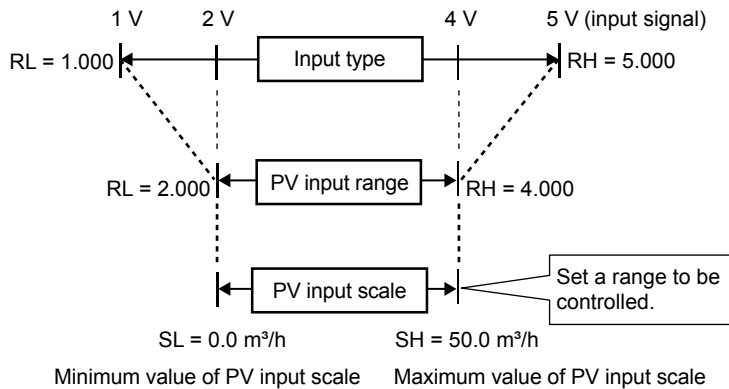 1 V 2 V 4 V 5 V (input signal)
RL = 1.000 Input type RH = 5.000
RL = 2.000 PV input range RH = 4.000
PV input scale
Set a range to be
controlled.
SL = 0.0 m³/h SH = 50.0 m³/h
Minimum value of PV input scale Maximum value of PV input scale